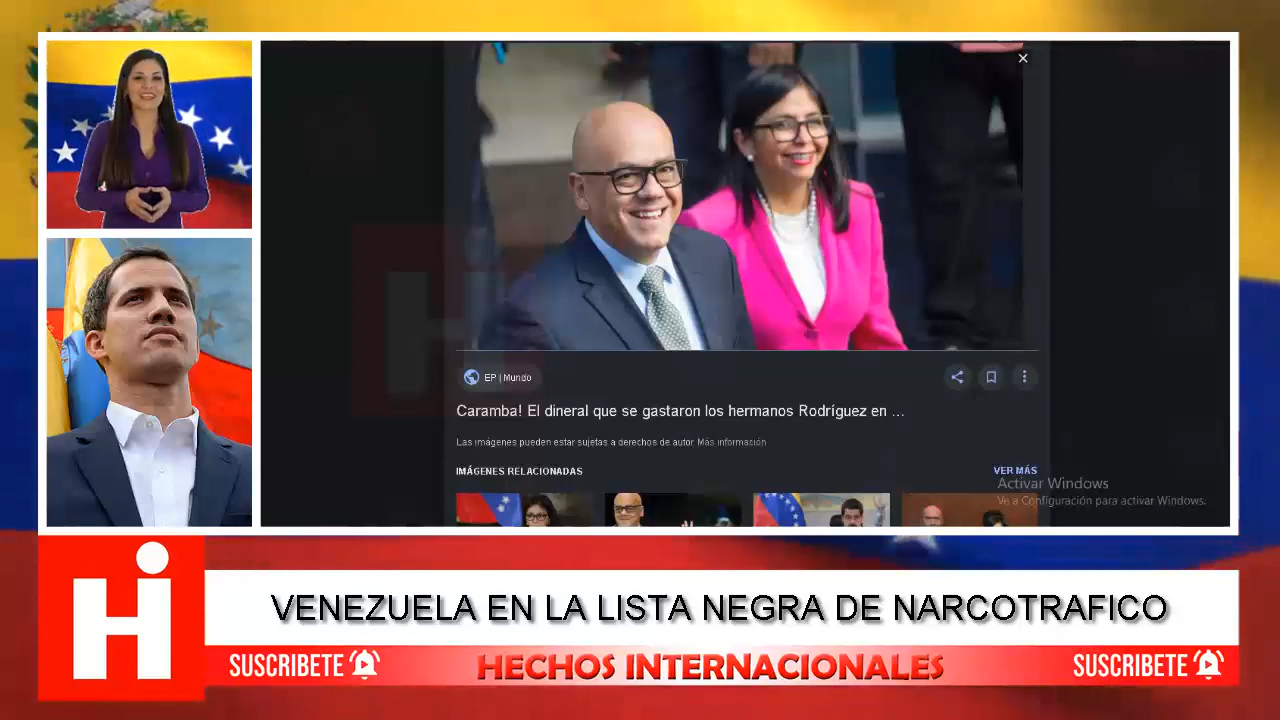 EP | Mundo
Caramba! El dineral que se gastaron los hermanos Rodríguez en ...
Las imágenes pueden estar sujetas a derechos de autor. Más información
IMÁGENES RELACIONADAS
VER MÁS
Activar Windows
Ve a Configuración para activar Windows.
Hi
Hi
VENEZUELA EN LA LISTA NEGRA DE NARCOTRAFICO
SUSCRIBETE
HECHOS INTERNACIONALES
SUSCRIBETE